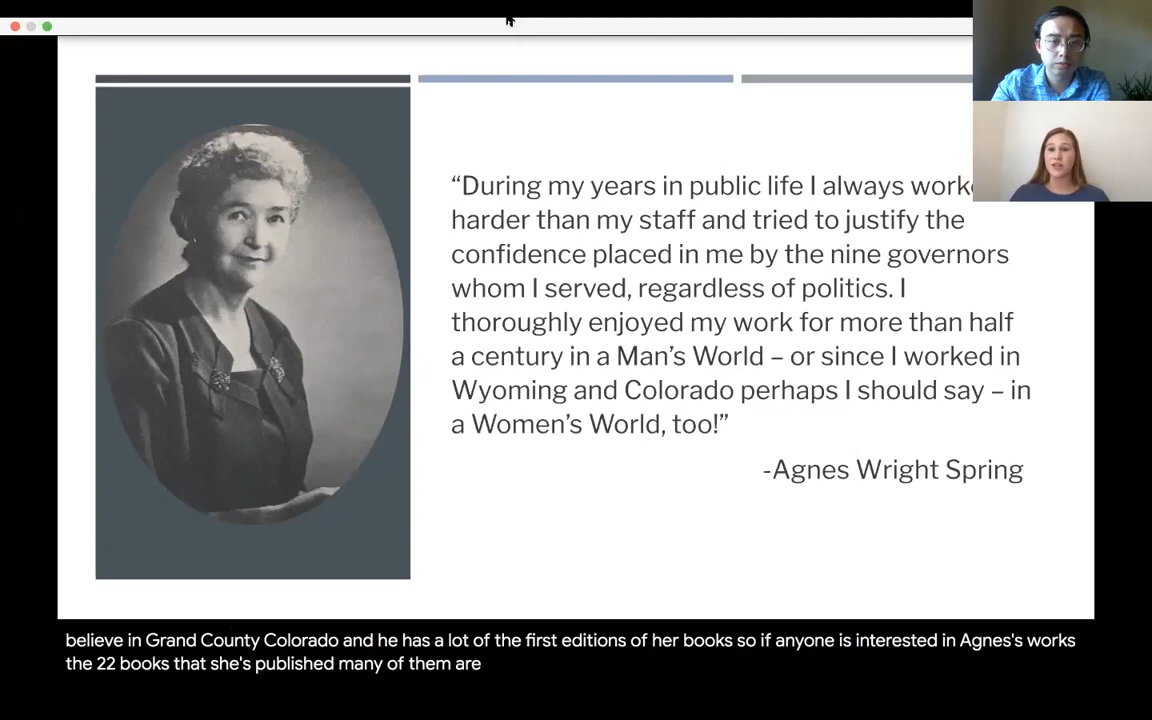 “During my years in public life I always
harder than my staff and tried to justify the
confidence placed in me by the nine governors
whom I served, regardless of politics. I
thoroughly enjoyed my work for more than half
a century in a Man’s World – or since I worked in
Wyoming and Colorado perhaps I should say – in
a Women’s World, too!”
-Agnes Wright Spring
believe in Grand County Colorado and he has a lot of the first editions of her books so if anyone is interested in Agnes's works
the 22 books that she's published many of them are